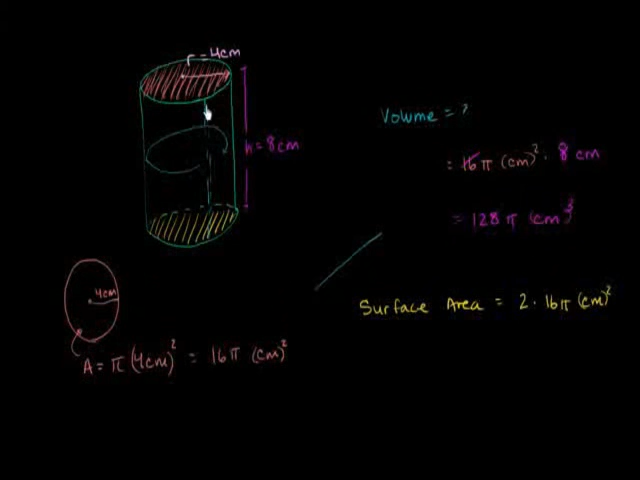 r = 4cm
h = 8cm
Volume = ?
= 16π (cm)² · 8 cm
= 128 π (cm)³
4cm
Surface Area = 2 · 16π (cm)²
A = π (4cm)² = 16π (cm)²